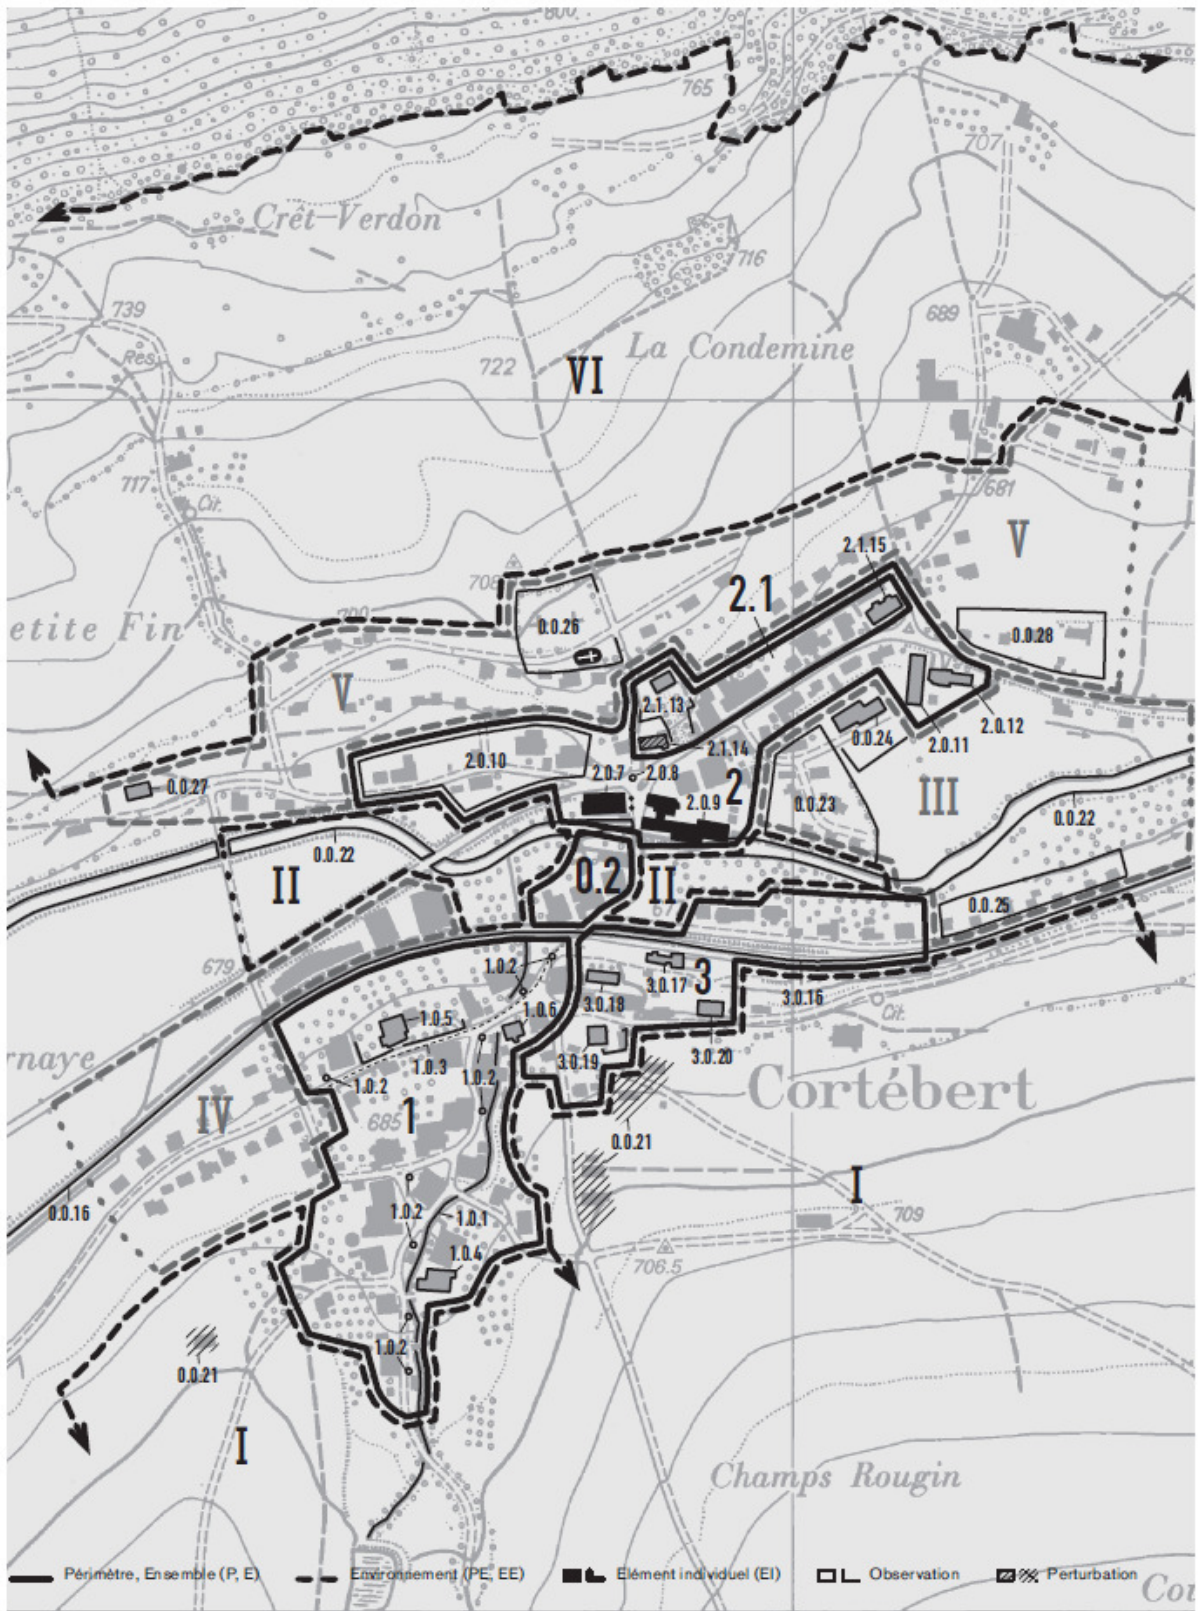 800
765
707
Crêt-Verdon
716
739
689
Rés.
La Condemine
722
VI
717
681
Cit.
V
2.1.15
708
2.1
etite Fin
700
0.0.26
0.0.28
V
2.1.13
2.0.12
0.0.24
2.0.11
2.1.14
2.0.10
2.0.7
2.0.8
0.0.27
2
III
2.0.9
0.0.23
0.0.22
0.0.22
II
0.2
II
0.0.25
67
679
1.0.2
3.0.17
3
3.0.18
3.0.16
1.0.5
1.0.6
Cit.
rnaye
1.0.3
3.0.19
3.0.20
1.0.2
1.0.2
Cortébert
IV
1
685
0.0.21
I
0.0.16
1.0.2
1.0.1
709
1.0.4
706.5
1.0.2
0.0.21
I
Champs Rougin
Périmètre, Ensemble (P, E)
Environnement (PE, EE)
Elément individuel (EI)
Observation
Perturbation
Cou